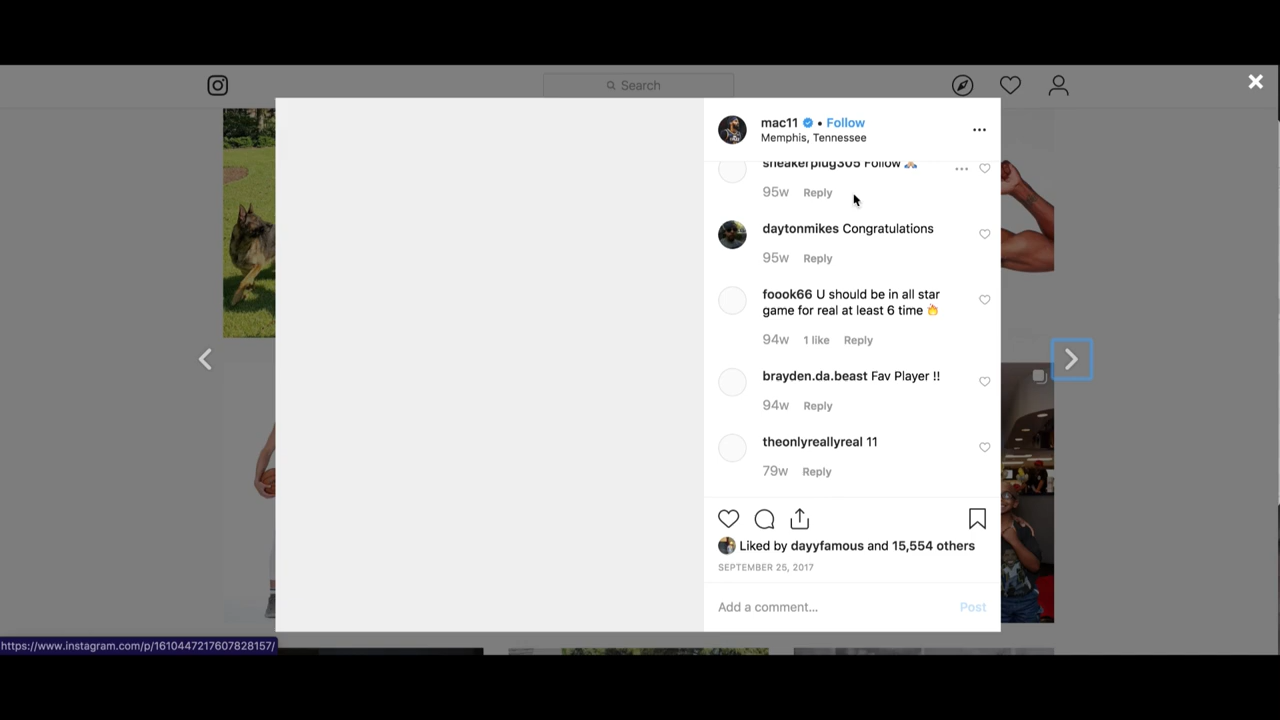 Search
mac11 • Follow
Memphis, Tennessee
sneakerplug305 Follow 🙏🏼
95w Reply
daytonmikes Congratulations
95w Reply
foook66 U should be in all star
game for real at least 6 time 🔥
94w 1 like Reply
brayden.da.beast Fav Player !!
94w Reply
theonlyreallyreal 11
79w Reply
Liked by dayyfamous and 15,554 others
SEPTEMBER 25, 2017
Add a comment... Post
https://www.instagram.com/p/1610447217607828157/